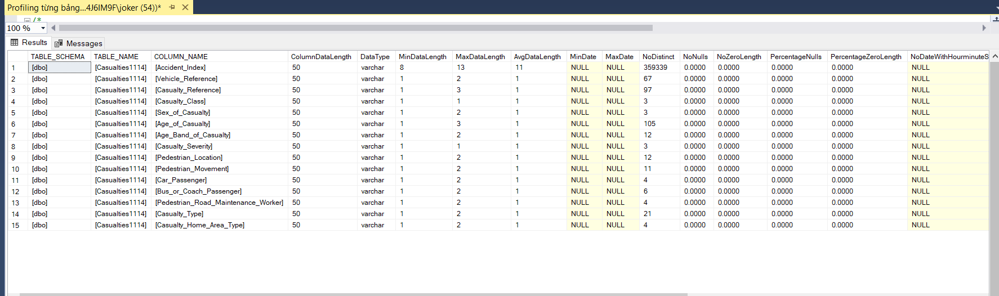 Profiling từng bảng...4J6IM9F\joker (54))*
/*
100 %
Results Messages
TABLE_SCHEMA TABLE_NAME COLUMN_NAME ColumnDataLength DataType MinDataLength MaxDataLength AvgDataLength MinDate MaxDate NoDistinct NoNulls NoZeroLength PercentageNulls PercentageZeroLength NoDateWithHourminuteS
1 [dbo] [Casualties1114] [Accident_Index] 50 varchar 8 13 11 NULL NULL 359339 0.0000 0.0000 0.0000 0.0000 NULL
2 [dbo] [Casualties1114] [Vehicle_Reference] 50 varchar 1 2 1 NULL NULL 67 0.0000 0.0000 0.0000 0.0000 NULL
3 [dbo] [Casualties1114] [Casualty_Reference] 50 varchar 1 3 1 NULL NULL 97 0.0000 0.0000 0.0000 0.0000 NULL
4 [dbo] [Casualties1114] [Casualty_Class] 50 varchar 1 1 1 NULL NULL 3 0.0000 0.0000 0.0000 0.0000 NULL
5 [dbo] [Casualties1114] [Sex_of_Casualty] 50 varchar 1 2 1 NULL NULL 3 0.0000 0.0000 0.0000 0.0000 NULL
6 [dbo] [Casualties1114] [Age_of_Casualty] 50 varchar 1 3 1 NULL NULL 105 0.0000 0.0000 0.0000 0.0000 NULL
7 [dbo] [Casualties1114] [Age_Band_of_Casualty] 50 varchar 1 2 1 NULL NULL 12 0.0000 0.0000 0.0000 0.0000 NULL
8 [dbo] [Casualties1114] [Casualty_Severity] 50 varchar 1 1 1 NULL NULL 3 0.0000 0.0000 0.0000 0.0000 NULL
9 [dbo] [Casualties1114] [Pedestrian_Location] 50 varchar 1 2 1 NULL NULL 12 0.0000 0.0000 0.0000 0.0000 NULL
10 [dbo] [Casualties1114] [Pedestrian_Movement] 50 varchar 1 2 1 NULL NULL 11 0.0000 0.0000 0.0000 0.0000 NULL
11 [dbo] [Casualties1114] [Car_Passenger] 50 varchar 1 2 1 NULL NULL 4 0.0000 0.0000 0.0000 0.0000 NULL
12 [dbo] [Casualties1114] [Bus_or_Coach_Passenger] 50 varchar 1 2 1 NULL NULL 6 0.0000 0.0000 0.0000 0.0000 NULL
13 [dbo] [Casualties1114] [Pedestrian_Road_Maintenance_Worker] 50 varchar 1 2 1 NULL NULL 4 0.0000 0.0000 0.0000 0.0000 NULL
14 [dbo] [Casualties1114] [Casualty_Type] 50 varchar 1 2 1 NULL NULL 21 0.0000 0.0000 0.0000 0.0000 NULL
15 [dbo] [Casualties1114] [Casualty_Home_Area_Type] 50 varchar 1 2 1 NULL NULL 4 0.0000 0.0000 0.0000 0.0000 NULL